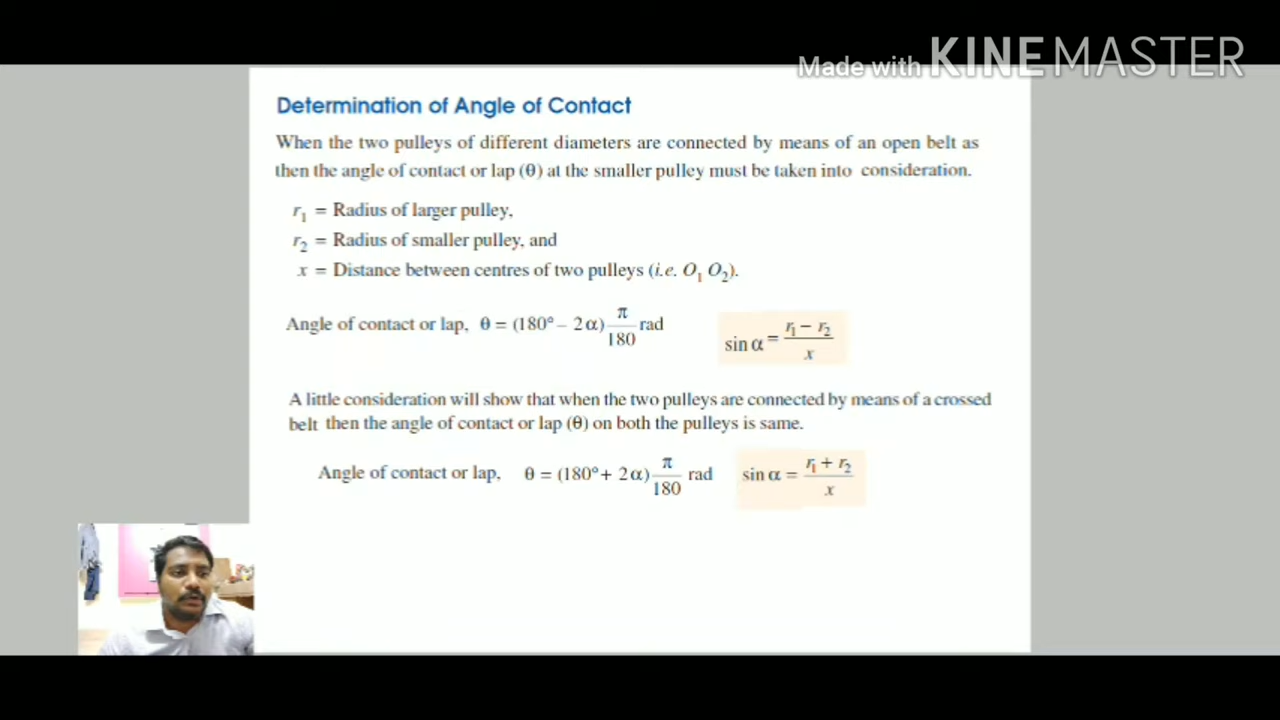 Made with KINEMASTER
Determination of Angle of Contact
When the two pulleys of different diameters are connected by means of an open belt as
then the angle of contact or lap (θ) at the smaller pulley must be taken into consideration.
r₁ = Radius of larger pulley,
r₂ = Radius of smaller pulley, and
x = Distance between centres of two pulleys (i.e. O₁ O₂).
Angle of contact or lap, θ = (180° – 2α) π/180 rad sin α = (r₁ – r₂)/x
A little consideration will show that when the two pulleys are connected by means of a crossed
belt then the angle of contact or lap (θ) on both the pulleys is same.
Angle of contact or lap, θ = (180° + 2α) π/180 rad sin α = (r₁ + r₂)/x